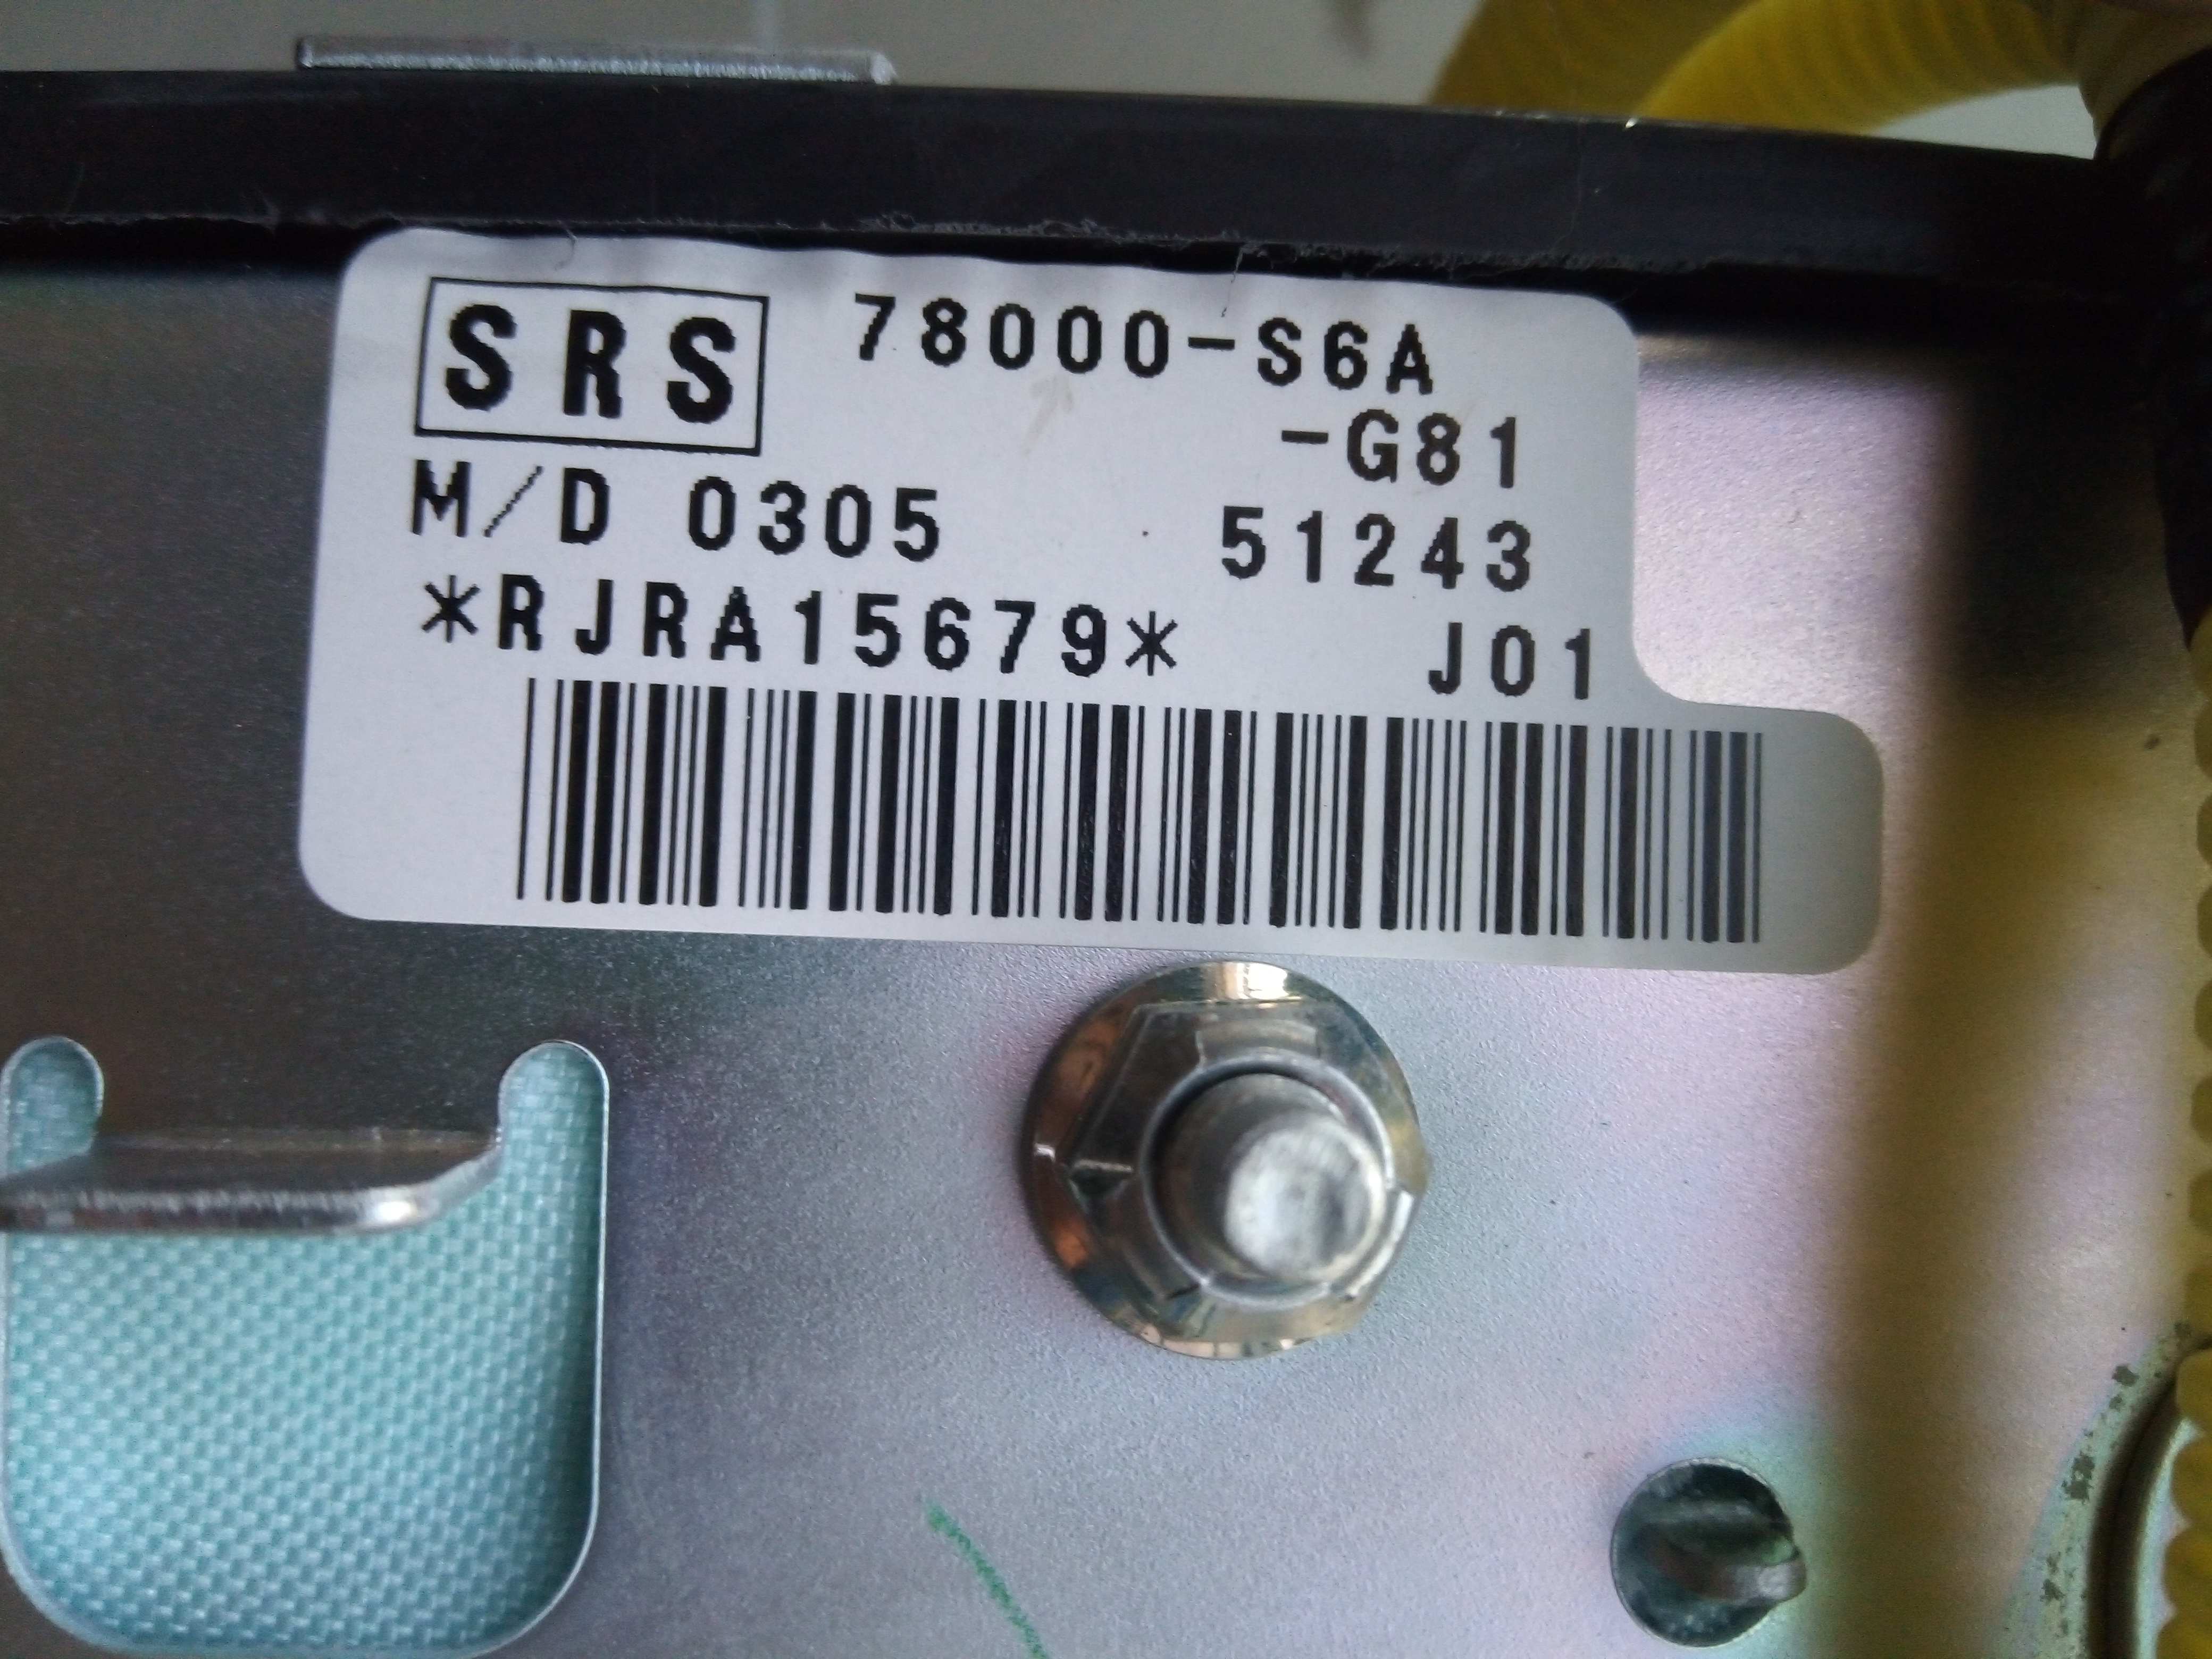 SRS 78000-S6A
-G81
M/D 0305 51243
*RJRA15679* J01